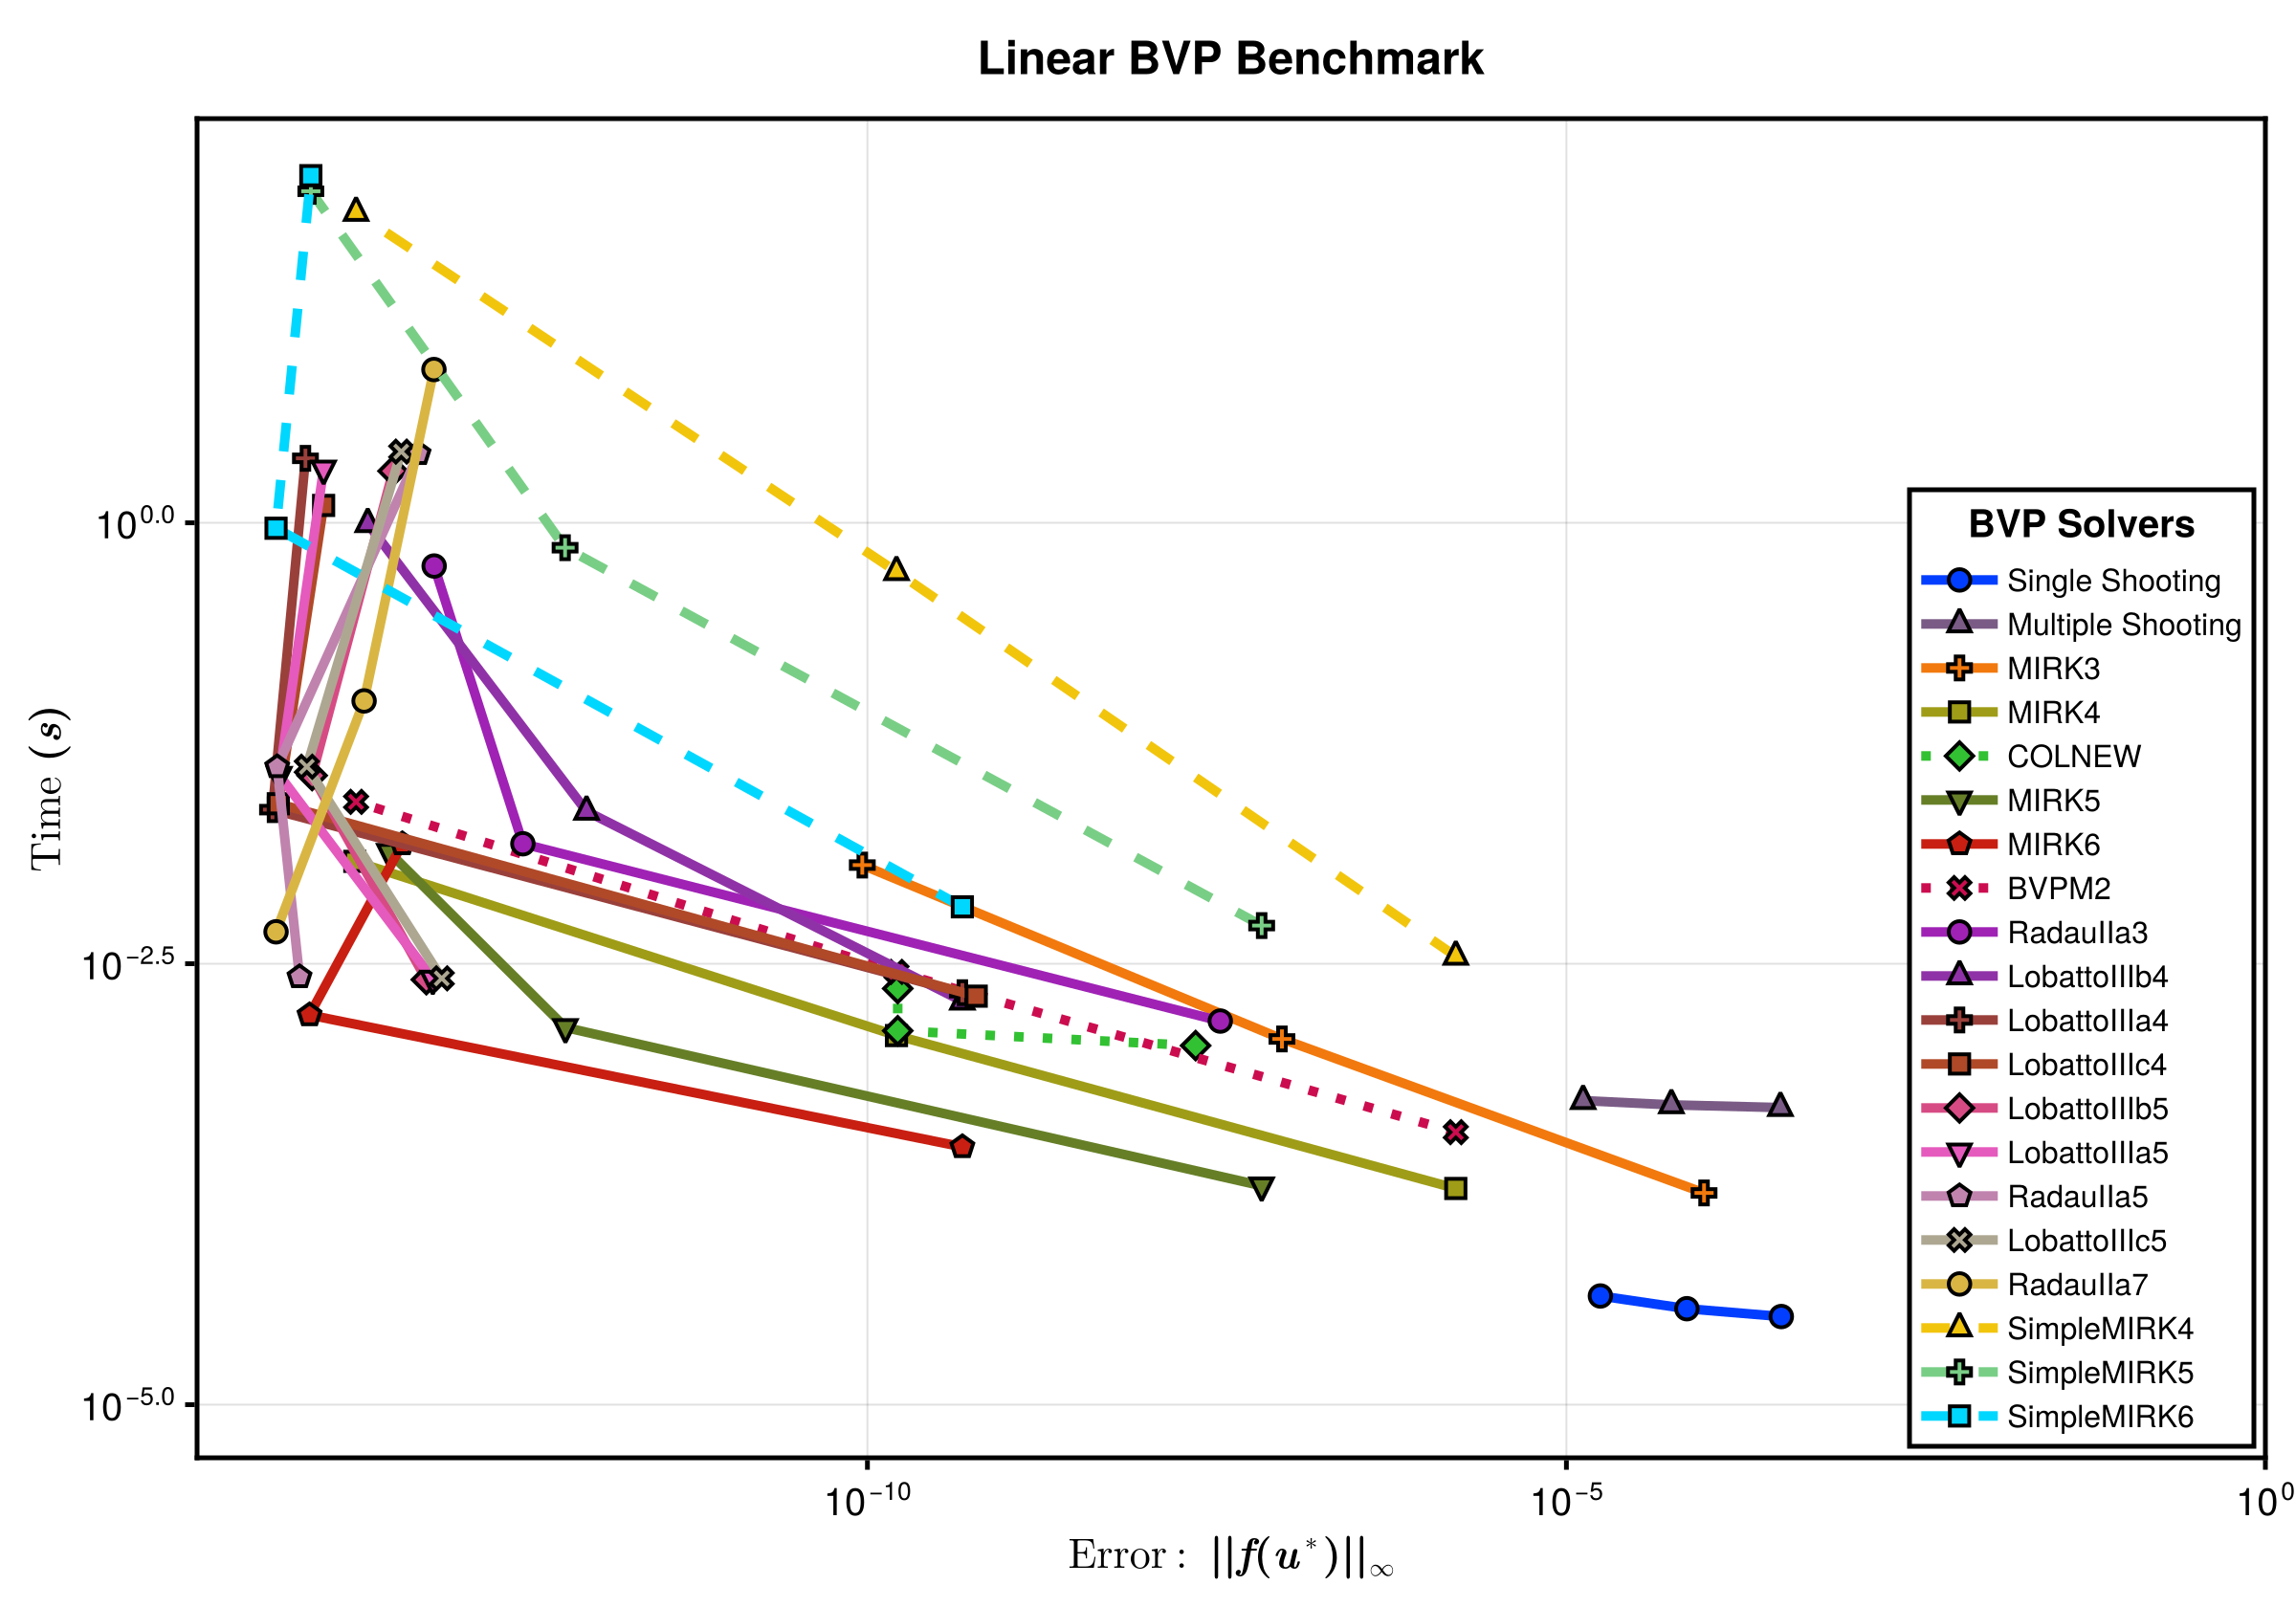 Linear BVP Benchmark
Time (s)
10^0.0
10^−2.5
10^−5.0
BVP Solvers
Single Shooting
Multiple Shooting
MIRK3
MIRK4
COLNEW
MIRK5
MIRK6
BVPM2
RadauIIa3
LobattoIIIb4
LobattoIIIa4
LobattoIIIc4
LobattoIIIb5
LobattoIIIa5
RadauIIa5
LobattoIIIc5
RadauIIa7
SimpleMIRK4
SimpleMIRK5
SimpleMIRK6
10^−10 10^−5 10^0
Error: ||f(u*)||∞